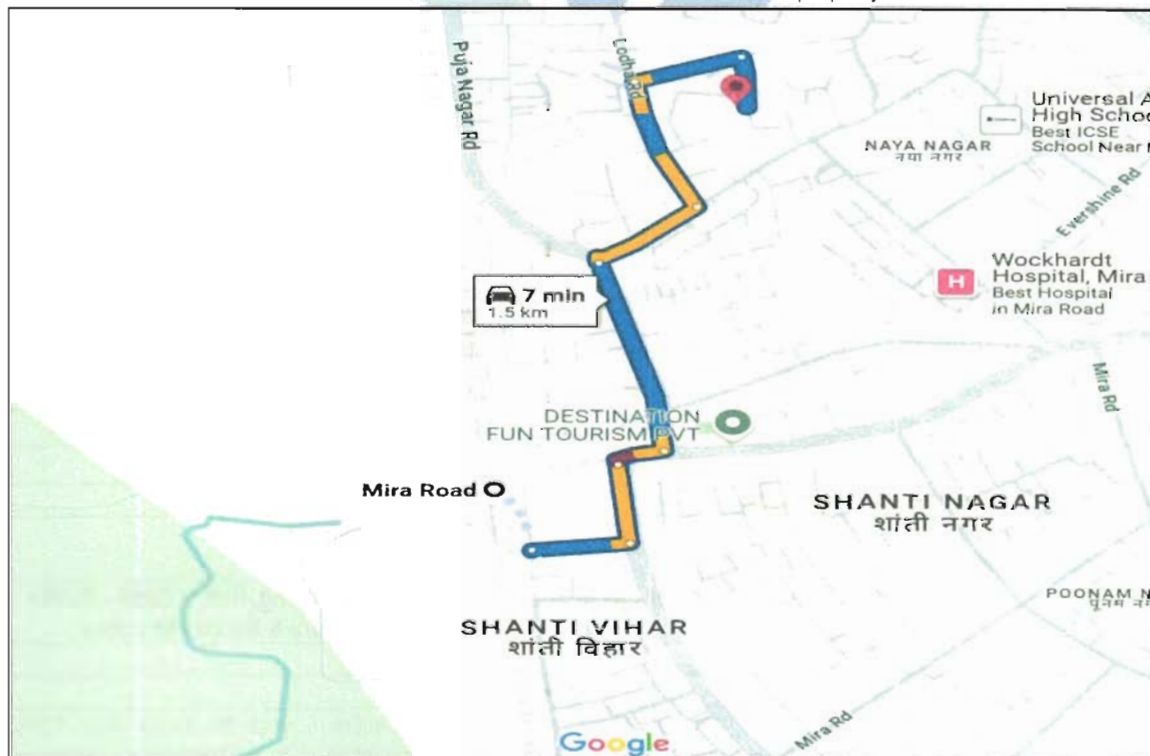 Puja Nagar Rd
Lodha Rd
Universal A
High Schoo
Best ICSE
School Near
NAYA NAGAR
नया नगर
Evershine Rd
Wockhardt
Hospital, Mira
Best Hospital
in Mira Road
H
7 min
1.5 km
Mira Rd
DESTINATION
FUN TOURISM PVT
Mira Road
SHANTI NAGAR
शांती नगर
POONAM N
पूनम नग
SHANTI VIHAR
शांती विहार
Mira Rd
Google